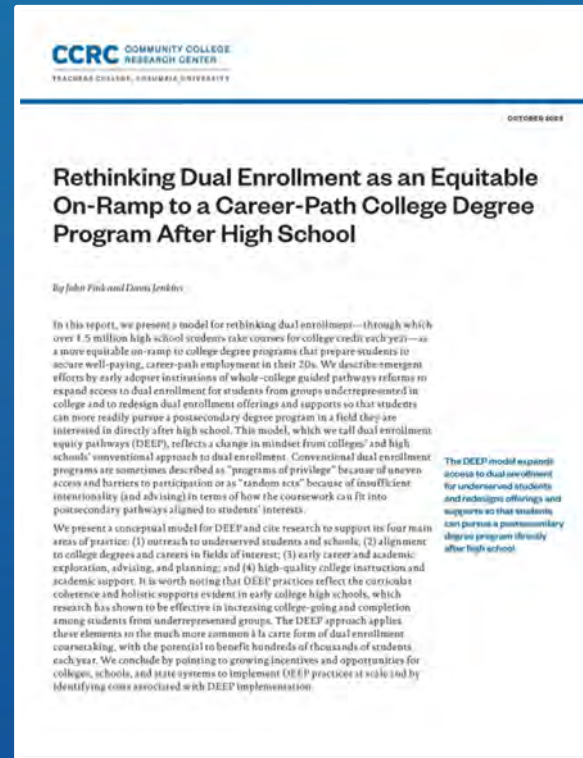 CCRC COMMUNITY COLLEGE
RESEARCH CENTER
TEACHERS COLLEGE, COLUMBIA UNIVERSITY
OCTOBER
Rethinking Dual Enrollment as an Equitable
On-Ramp to a Career-Path College Degree
Program After High School
By John Fink and Davis Jenkins
In this report, we present a model for rethinking dual enrollment—through which
over 1.5 million high school students take courses for college credit each year—as
a more equitable on-ramp to college degree programs that prepare students to
secure well-paying, career-path employment in their 20s. We describe emergent
efforts by early adopter institutions of whole-college guided pathways reforms to
expand access to dual enrollment for students from groups underrepresented in
college and to redesign dual enrollment offerings and supports so that students
can more readily pursue a postsecondary degree program in a field they are
interested in directly after high school. This model, which we call dual enrollment
equity pathways (DEEP), reflects a change in mindset from colleges' and high
schools' conventional approach to dual enrollment. Conventional dual enrollment
programs are sometimes described as "programs of privilege" because of uneven
access and barriers to participation or as "random acts" because of insufficient
intentionality (and advising) in terms of how the coursework can fit into
postsecondary pathways aligned to students' interests.
The DEEP model expands
access to dual enrollment
for underserved students
and redesigns offerings and
supports so that students
can pursue a postsecondary
degree program directly
after high school.
We present a conceptual model for DEEP and cite research to support its four main
areas of practice: (1) outreach to underserved students and schools; (2) alignment
to college degrees and careers in fields of interest; (3) early career and academic
exploration, advising, and planning; and (4) high-quality college instruction and
academic support. It is worth noting that DEEP practices reflect the curricular
coherence and holistic supports evident in early college high schools, which
research has shown to be effective in increasing college-going and completion
among students from underrepresented groups. The DEEP approach applies
these elements to the much more common à la carte form of dual enrollment
coursetaking, with the potential to benefit hundreds of thousands of students
each year. We conclude by pointing to growing incentives and opportunities for
colleges, schools, and state systems to implement DEEP practices at scale and by
identifying costs associated with DEEP implementation.